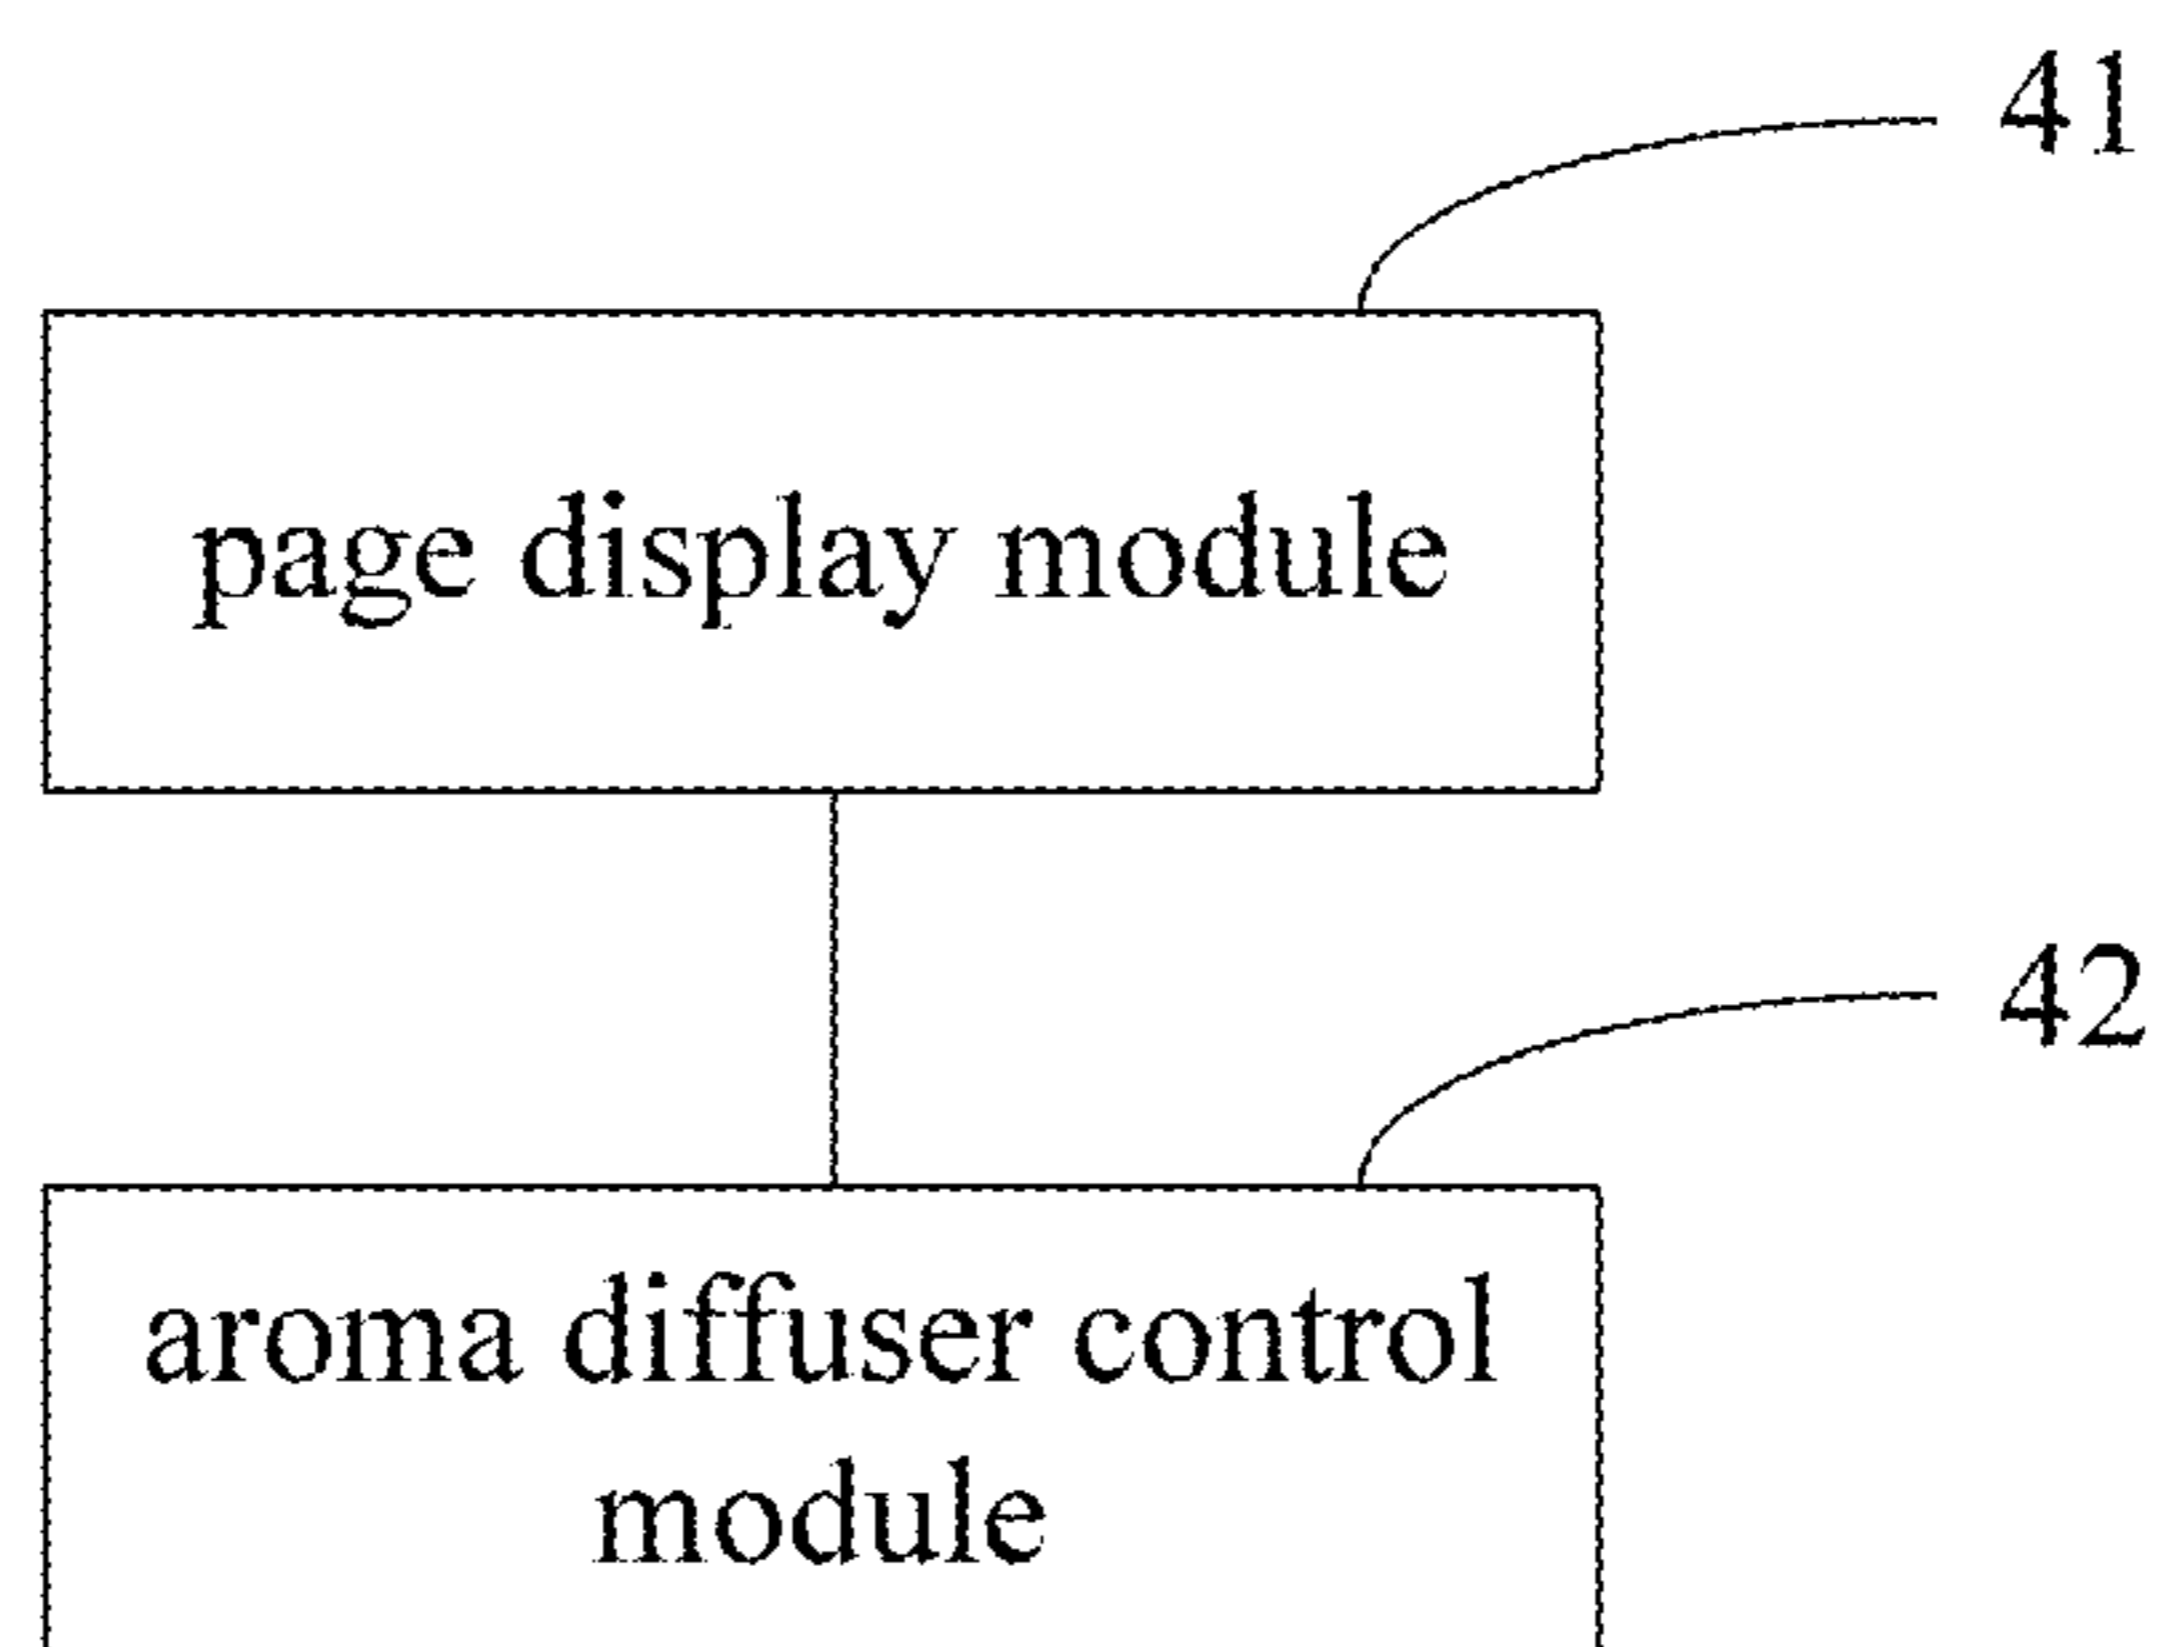 41
page display module
42
aroma diffuser control
module